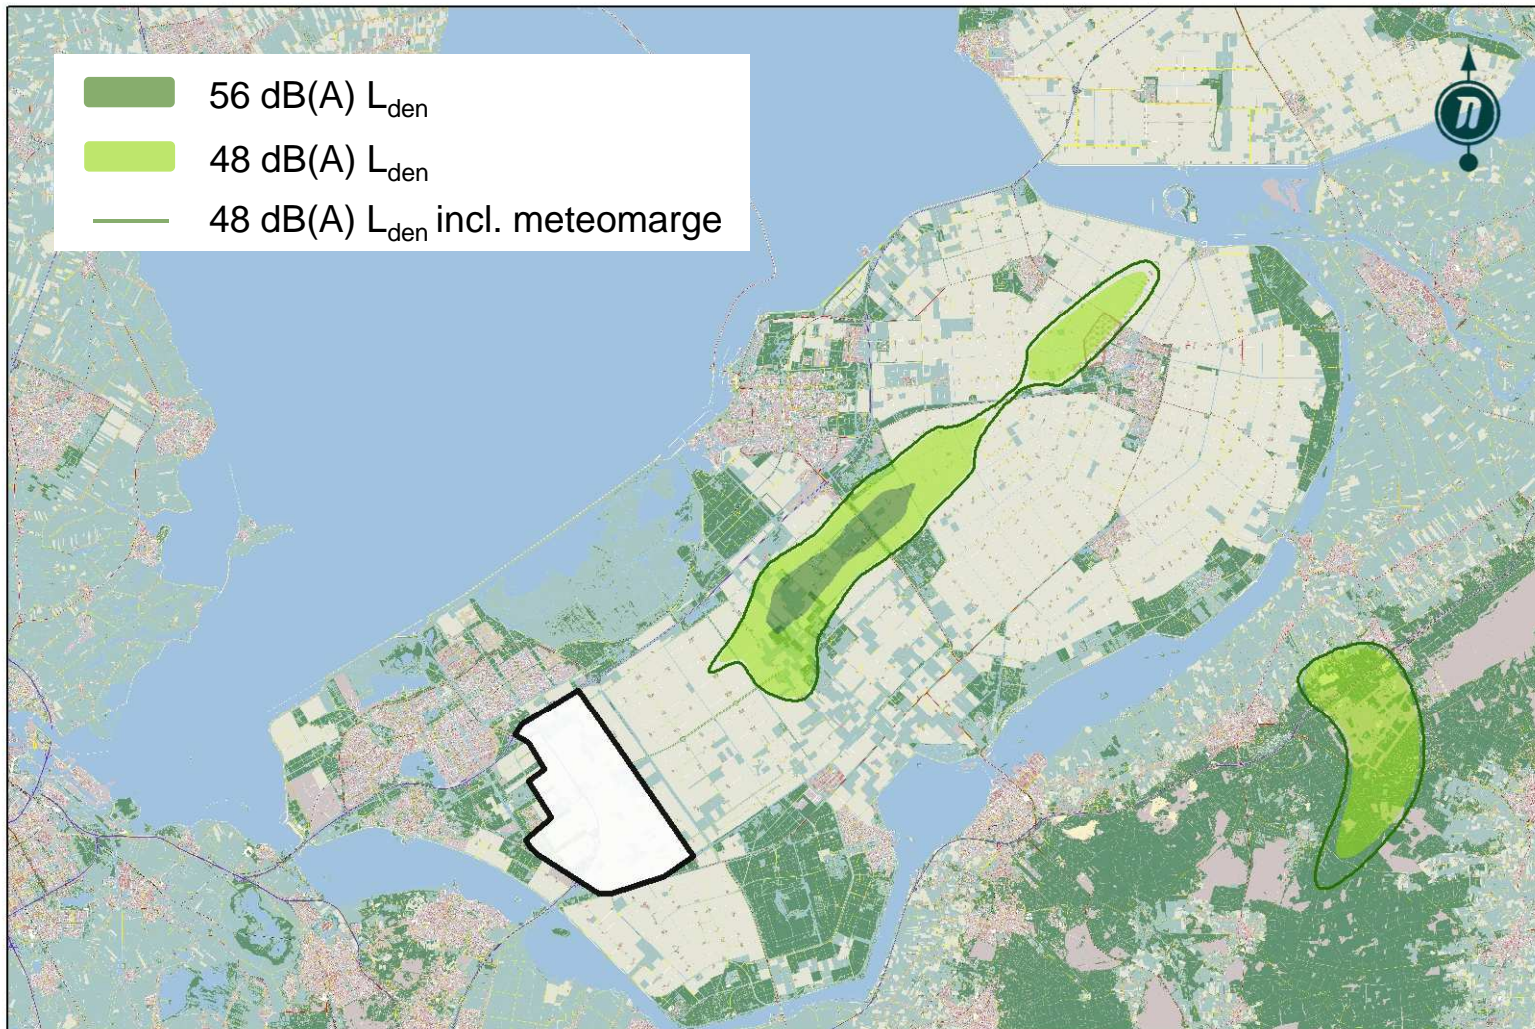 56 dB(A) Lden
48 dB(A) Lden
48 dB(A) Lden incl. meteomarge
n